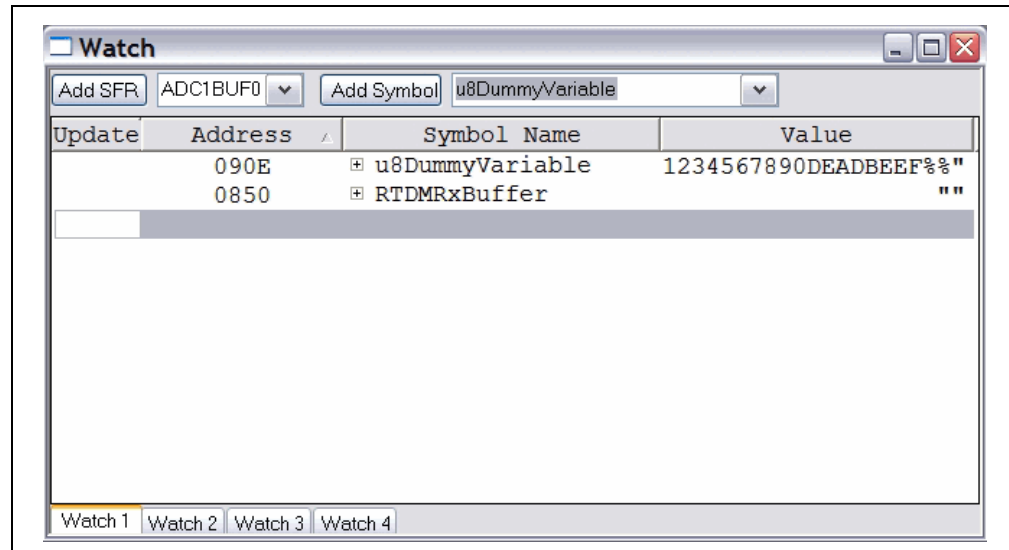 Watch
Add SFR ADC1BUF0 Add Symbol u8DummyVariable
Update Address Symbol Name Value
090E u8DummyVariable 1234567890DEADBEEF%%"
0850 RTDMRxBuffer ""
Watch 1 Watch 2 Watch 3 Watch 4